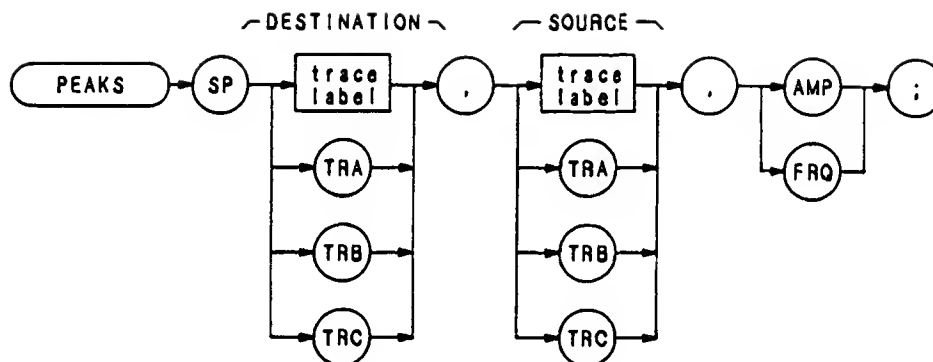 DESTINATION SOURCE
PEAKS SP trace label , trace label , AMP ;
TRA TRA FRQ
TRB TRB
TRC TRC